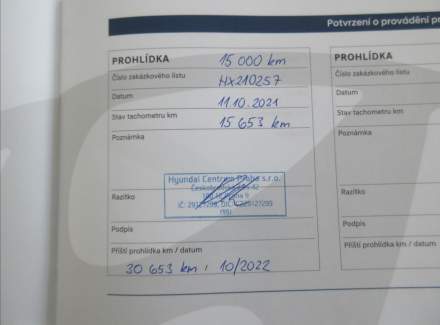 Potvrzení o provádění
PROHLÍDKA 15 000 km
Číslo zakázkového listu HX210257
Datum 11.10.2021
Stav tachometru km 15 653 km
Poznámka
Hyundai Centrum Praha s.r.o.
Razítko
Podpis
Příští prohlídka km / datum
30 653 km , 10/2022
PROHLÍDKA
Číslo zakázkového listu
Datum
Stav tachometru km
Poznámka
Razítko
Podpis
Příští prohlídka km / datum